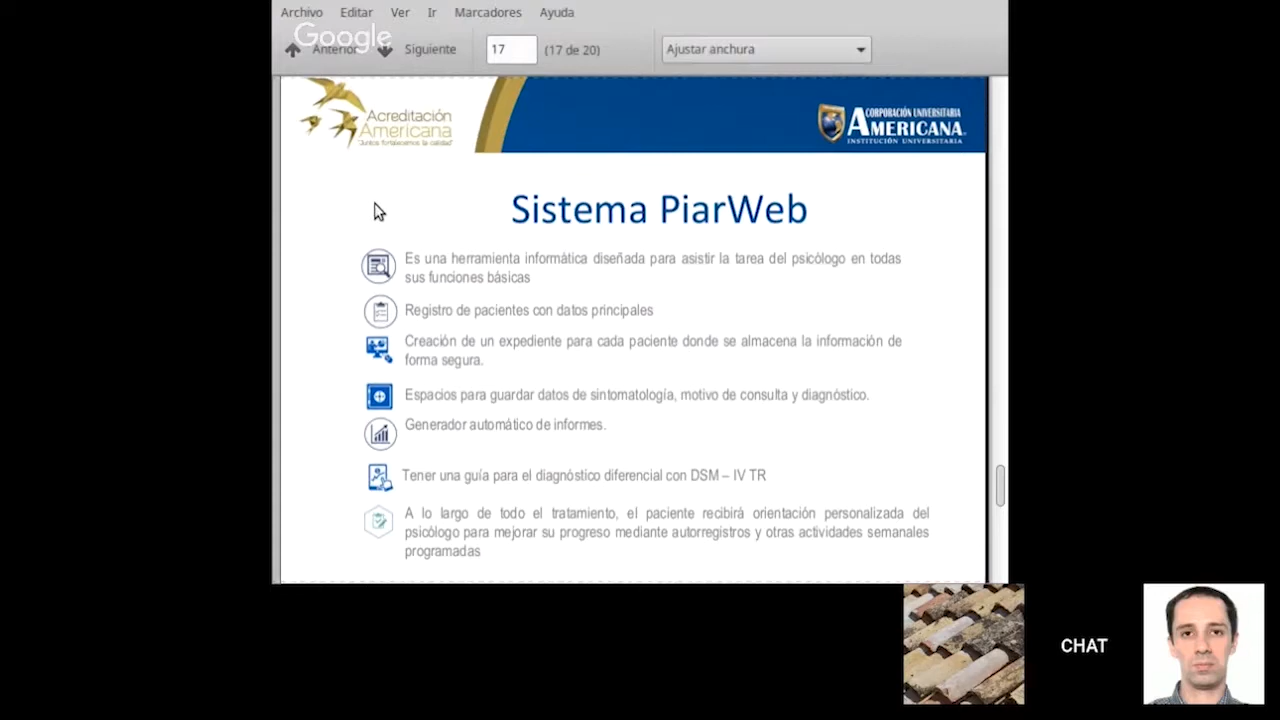 Archivo Editar Ver Ir Marcadores Ayuda
Google
Anterior Siguiente 17 (17 de 20) Ajustar anchura
Acreditación
Americana
"Juntos fortalecemos la calidad"
CORPORACIÓN UNIVERSITARIA
AMERICANA
INSTITUCIÓN UNIVERSITARIA
Sistema PiarWeb
Es una herramienta informática diseñada para asistir la tarea del psicólogo en todas
sus funciones básicas
Registro de pacientes con datos principales
Creación de un expediente para cada paciente donde se almacena la información de
forma segura.
Espacios para guardar datos de sintomatología, motivo de consulta y diagnóstico.
Generador automático de informes.
Tener una guía para el diagnóstico diferencial con DSM – IV TR
A lo largo de todo el tratamiento, el paciente recibirá orientación personalizada del
psicólogo para mejorar su progreso mediante autorregistros y otras actividades semanales
programadas
CHAT